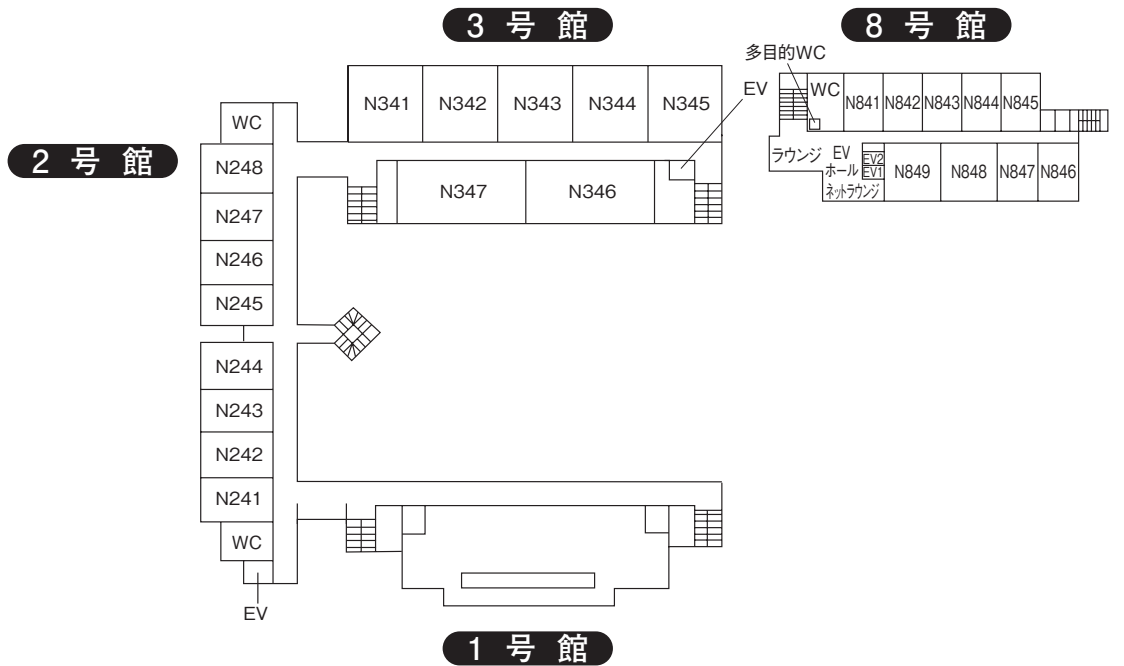 3 号 館
8 号 館
多目的WC
EV
N341
N342
N343
N344
N345
WC
N841
N842
N843
N844
N845
WC
2 号 館
N248
N247
N246
N245
N244
N243
N242
N241
WC
EV
N347
N346
ラウンジ
EV
ホール
ネットラウンジ
EV2
EV1
N849
N848
N847
N846
1 号 館